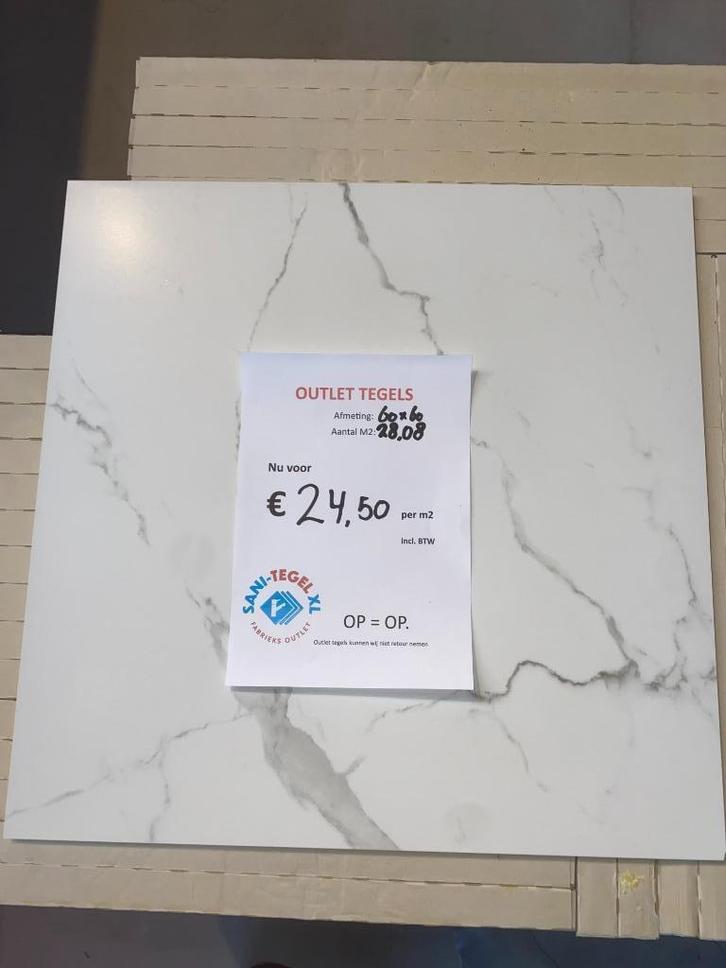 OUTLET TEGELS
Afmeting: 60x60
Aantal M2: 28,08
Nu voor
€ 24,50 per m2
Incl. BTW
SANI-TEGEL XL
FABRIEKS OUTLET
OP = OP.
Outlet tegels kunnen wij niet retour nemen